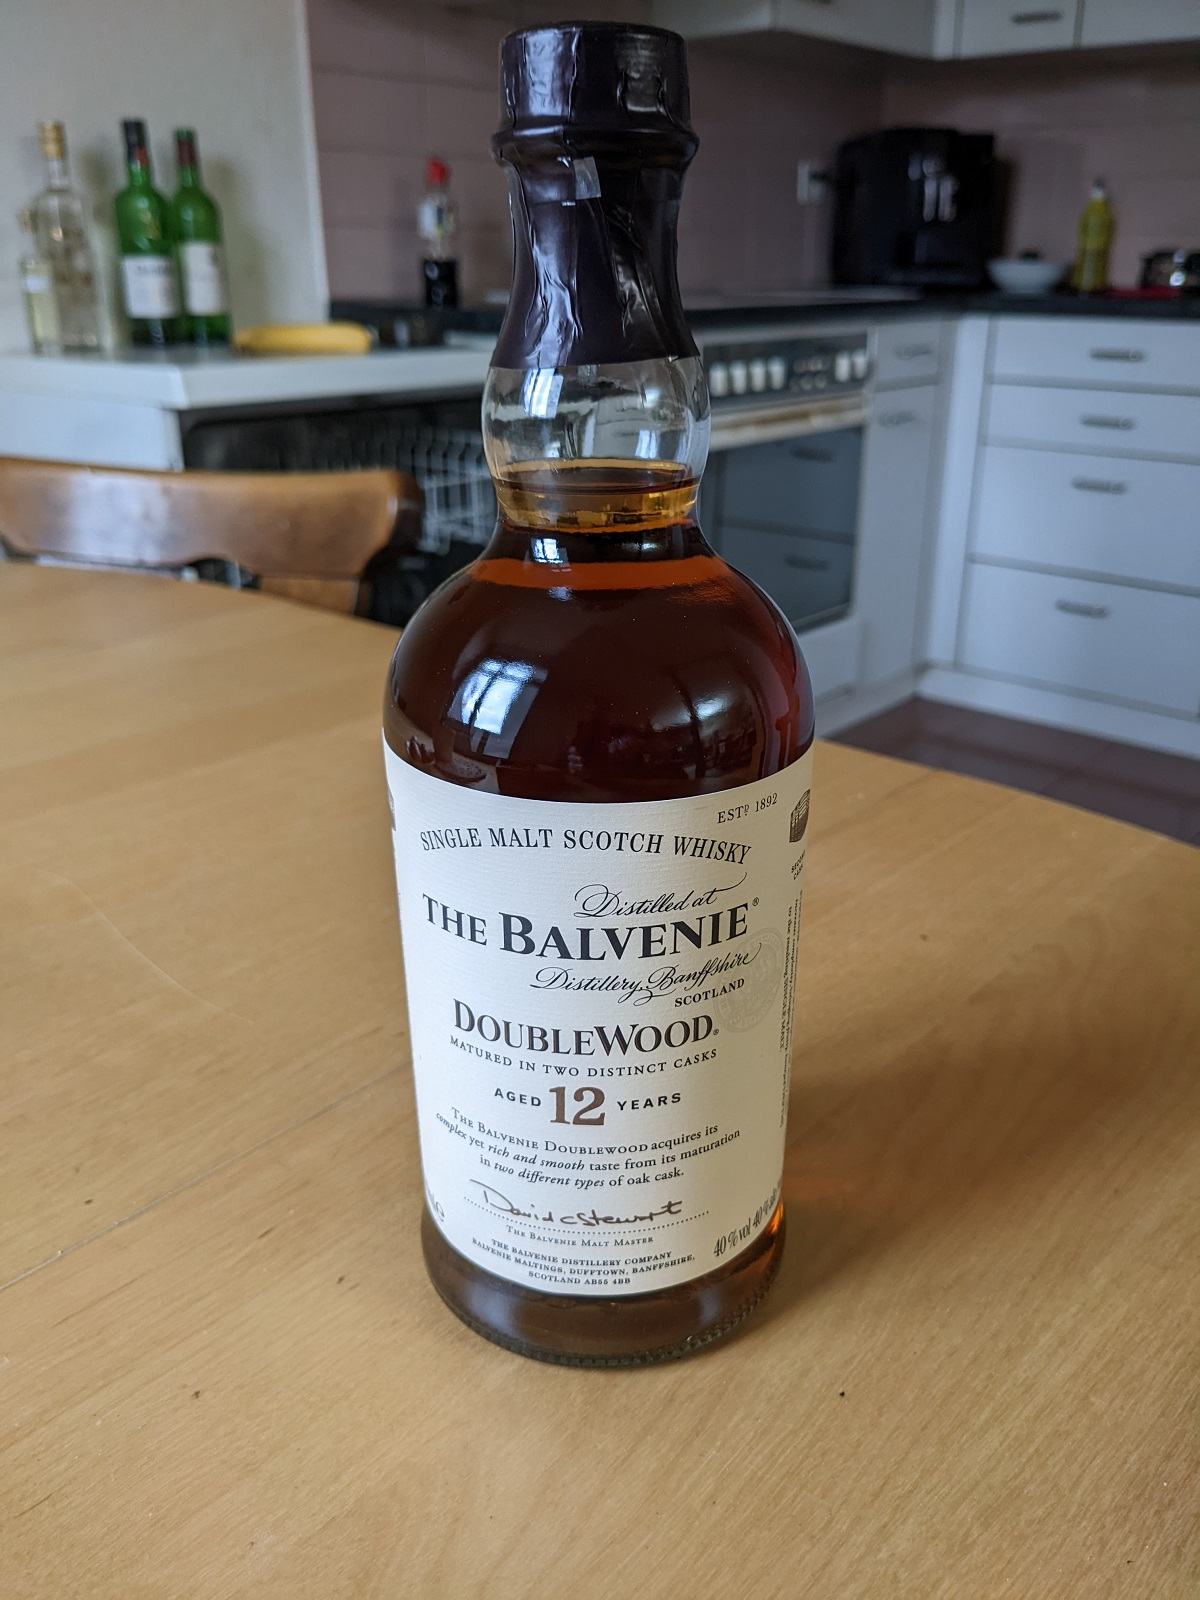 ESTD 1892
SINGLE MALT SCOTCH WHISKY
Distilled at
THE BALVENIE®
Distillery, Banffshire
SCOTLAND
DOUBLEWOOD®
MATURED IN TWO DISTINCT CASKS
AGED 12 YEARS
THE BALVENIE DOUBLEWOOD acquires its
complex yet rich and smooth taste from its maturation
in two different types of oak cask.
David C Stewart
THE BALVENIE MALT MASTER
THE BALVENIE DISTILLERY COMPANY
BALVENIE MALTINGS, DUFFTOWN, BANFFSHIRE,
SCOTLAND AB55 4BB
40%vol 40%